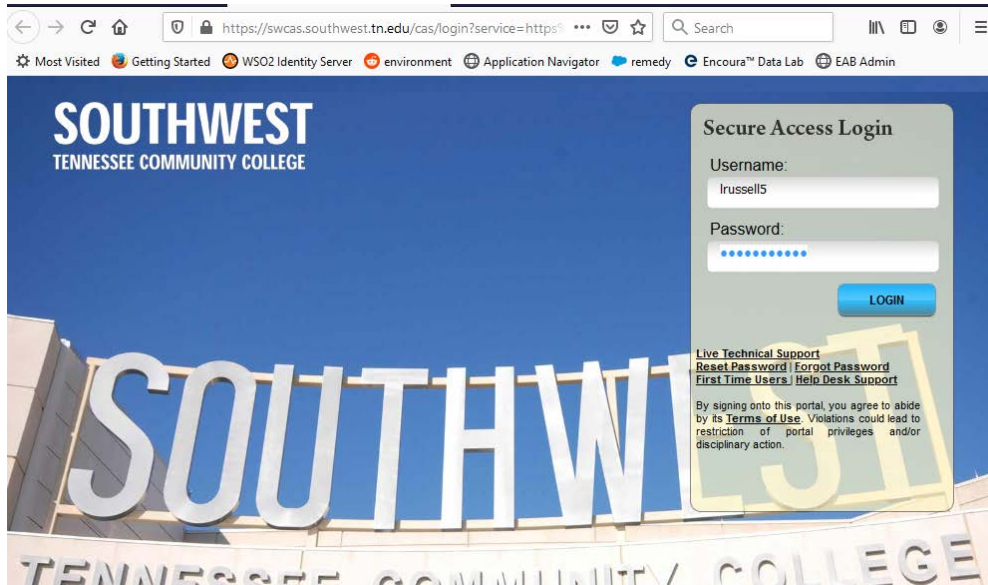 https://swcas.southwest.tn.edu/cas/login?service=https
Search
Most Visited Getting Started WSO2 Identity Server environment Application Navigator remedy Encoura™ Data Lab EAB Admin
SOUTHWEST
TENNESSEE COMMUNITY COLLEGE
Secure Access Login
Username:
lrussell5
Password:
LOGIN
Live Technical Support
Reset Password | Forgot Password
First Time Users | Help Desk Support
By signing onto this portal, you agree to abide
by its Terms of Use. Violations could lead to
restriction of portal privileges and/or
disciplinary action.
SOUTHWEST
TENNESSEE COMMUNITY COLLEGE